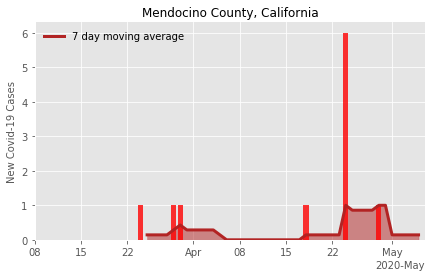 Mendocino County, California
7 day moving average
New Covid-19 Cases
6
5
4
3
2
1
0
08 15 22 Apr 08 15 22 May
2020-May